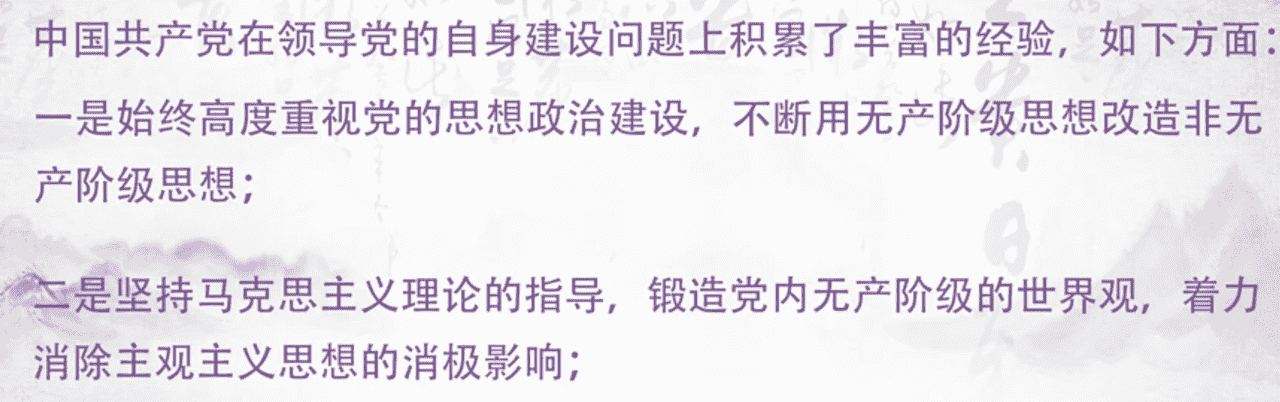 中国共产党在领导党的自身建设问题上积累了丰富的经验，如下方面：
一是始终高度重视党的思想政治建设，不断用无产阶级思想改造非无
产阶级思想；
二是坚持马克思主义理论的指导，锻造党内无产阶级的世界观，着力
消除主观主义思想的消极影响；